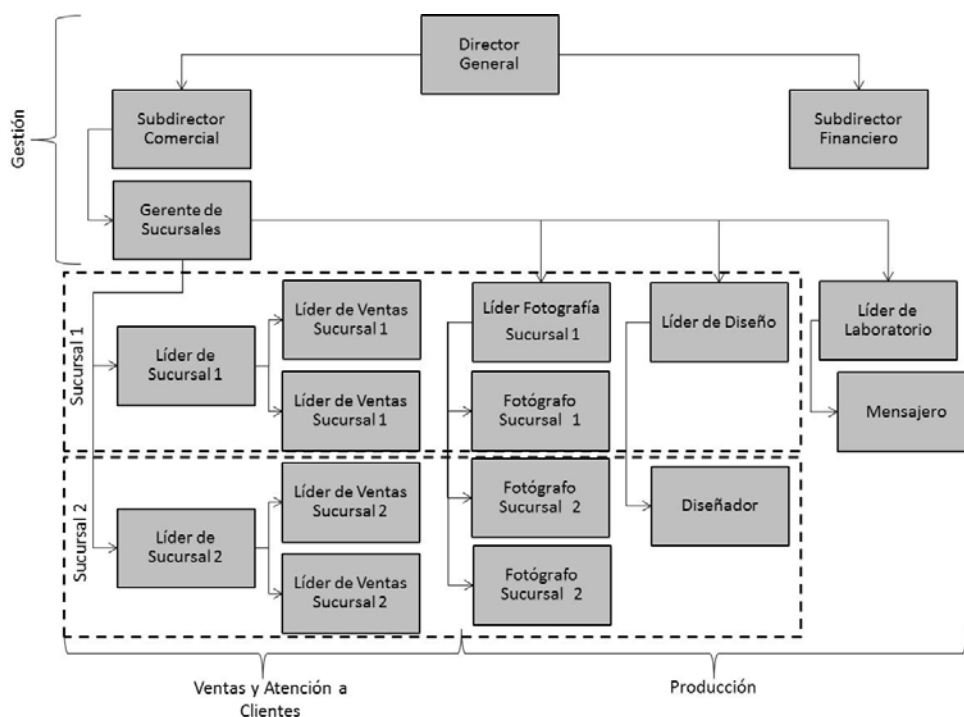 Gestión
Director
General
Subdirector
Comercial
Subdirector
Financiero
Gerente de
Sucursales
Sucursal 1
Líder de
Sucursal 1
Líder de Ventas
Sucursal 1
Líder de Ventas
Sucursal 1
Líder Fotografía
Sucursal 1
Fotógrafo
Sucursal 1
Líder de Diseño
Líder de
Laboratorio
Mensajero
Sucursal 2
Líder de
Sucursal 2
Líder de Ventas
Sucursal 2
Líder de Ventas
Sucursal 2
Fotógrafo
Sucursal 2
Fotógrafo
Sucursal 2
Diseñador
Ventas y Atención a
Clientes
Producción